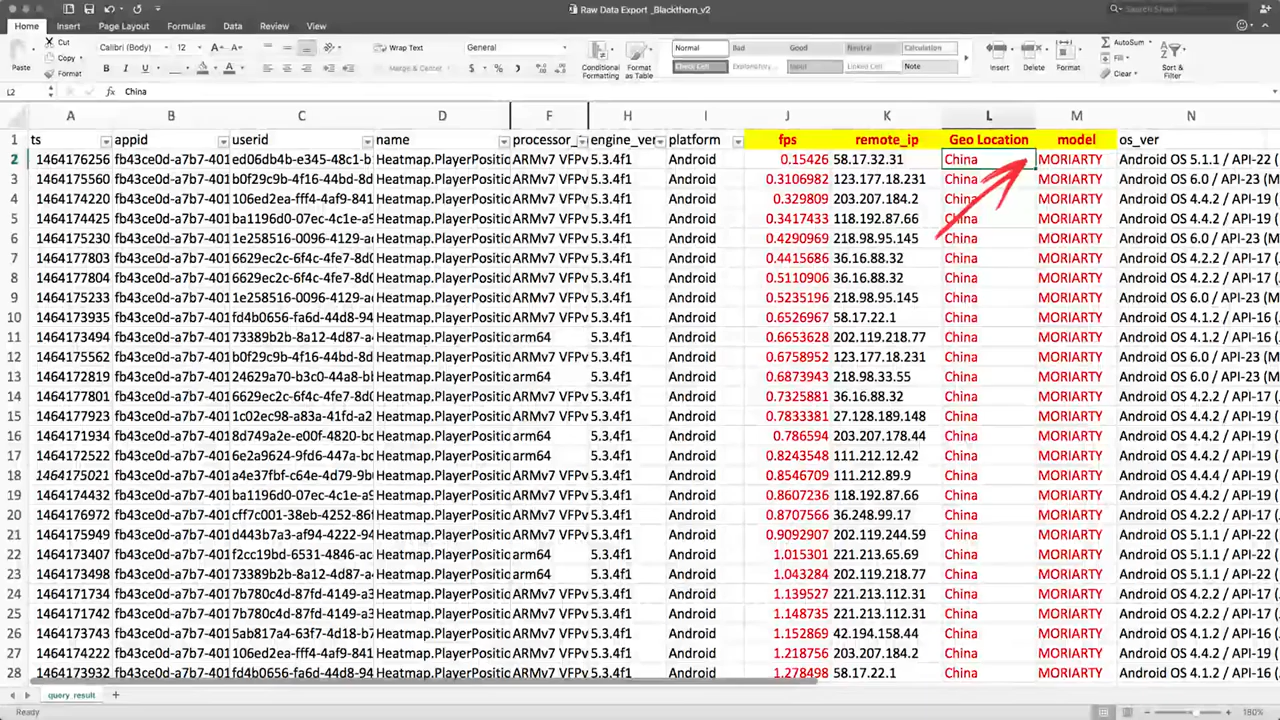 Raw Data Export _Blackthorn_v2
Search Sheet
Home Insert Page Layout Formulas Data Review View
Cut Calibri (Body) 12 A A Wrap Text General Normal Bad Good Neutral Calculation AutoSum
Copy Fill
Paste Format B I U A Merge & Center $ % Conditional Formatting Format as Table Check Cell Explanatory... Input Linked Cell Note Insert Delete Format Clear Sort & Filter
L2 fx China
A B C D F H I J K L M N
1 ts appid userid name processor_ engine_ver platform fps remote_ip Geo Location model os_ver
2 1464176256 fb43ce0d-a7b7-401 ed06db4b-e345-48c1-b Heatmap.PlayerPositic ARMv7 VFPv 5.3.4f1 Android 0.15426 58.17.32.31 China MORIARTY Android OS 5.1.1 / API-22 (
3 1464175560 fb43ce0d-a7b7-401 b0f29c9b-4f16-44bd-8d Heatmap.PlayerPositic ARMv7 VFPv 5.3.4f1 Android 0.3106982 123.177.18.231 China MORIARTY Android OS 6.0 / API-23 (M
4 1464174220 fb43ce0d-a7b7-401 106ed2ea-fff4-4af9-841 Heatmap.PlayerPositic ARMv7 VFPv 5.3.4f1 Android 0.329809 203.207.184.2 China MORIARTY Android OS 4.4.2 / API-19 (
5 1464174425 fb43ce0d-a7b7-401 ba1196d0-07ec-4c1e-a9 Heatmap.PlayerPositic ARMv7 VFPv 5.3.4f1 Android 0.3417433 118.192.87.66 China MORIARTY Android OS 4.4.2 / API-19 (
6 1464175230 fb43ce0d-a7b7-401 1e258516-0096-4129-a Heatmap.PlayerPositic ARMv7 VFPv 5.3.4f1 Android 0.4290969 218.98.95.145 China MORIARTY Android OS 6.0 / API-23 (M
7 1464177803 fb43ce0d-a7b7-401 6629ec2c-6f4c-4fe7-8d0 Heatmap.PlayerPositic ARMv7 VFPv 5.3.4f1 Android 0.4415686 36.16.88.32 China MORIARTY Android OS 4.2.2 / API-17 (
8 1464177804 fb43ce0d-a7b7-401 6629ec2c-6f4c-4fe7-8d0 Heatmap.PlayerPositic ARMv7 VFPv 5.3.4f1 Android 0.5110906 36.16.88.32 China MORIARTY Android OS 4.2.2 / API-17 (
9 1464175233 fb43ce0d-a7b7-401 1e258516-0096-4129-a Heatmap.PlayerPositic ARMv7 VFPv 5.3.4f1 Android 0.5235196 218.98.95.145 China MORIARTY Android OS 6.0 / API-23 (M
10 1464173935 fb43ce0d-a7b7-401 fd4b0656-fa6d-44d8-94 Heatmap.PlayerPositic ARMv7 VFPv 5.3.4f1 Android 0.6526967 58.17.22.1 China MORIARTY Android OS 4.1.2 / API-16 (
11 1464173494 fb43ce0d-a7b7-401 73389b2b-8a12-4d87-a Heatmap.PlayerPositic arm64 5.3.4f1 Android 0.6653628 202.119.218.77 China MORIARTY Android OS 5.1.1 / API-22 (
12 1464175562 fb43ce0d-a7b7-401 b0f29c9b-4f16-44bd-8d Heatmap.PlayerPositic ARMv7 VFPv 5.3.4f1 Android 0.6758952 123.177.18.231 China MORIARTY Android OS 6.0 / API-23 (M
13 1464172819 fb43ce0d-a7b7-401 24629a70-b3c0-44a8-b Heatmap.PlayerPositic arm64 5.3.4f1 Android 0.6873943 218.98.33.55 China MORIARTY Android OS 6.0 / API-23 (M
14 1464177801 fb43ce0d-a7b7-401 6629ec2c-6f4c-4fe7-8d0 Heatmap.PlayerPositic ARMv7 VFPv 5.3.4f1 Android 0.7325881 36.16.88.32 China MORIARTY Android OS 4.2.2 / API-17 (
15 1464177793 fb43ce0d-a7b7-401 1c02ec98-a83a-41fd-a2 Heatmap.PlayerPositic ARMv7 VFPv 5.3.4f1 Android 0.7833381 27.128.189.148 China MORIARTY Android OS 4.4.2 / API-19 (
16 1464171934 fb43ce0d-a7b7-401 8d749a2e-e00f-4820-bc Heatmap.PlayerPositic arm64 5.3.4f1 Android 0.786594 203.207.178.44 China MORIARTY Android OS 4.4.2 / API-19 (
17 1464172522 fb43ce0d-a7b7-401 6e2a9624-9fd6-447a-a6 Heatmap.PlayerPositic arm64 5.3.4f1 Android 0.8243548 111.212.12.42 China MORIARTY Android OS 4.4.2 / API-19 (
18 1464175021 fb43ce0d-a7b7-401 a4e37fbf-c64e-4d79-9b Heatmap.PlayerPositic ARMv7 VFPv 5.3.4f1 Android 0.8546709 111.212.89.9 China MORIARTY Android OS 4.4.4 / API-19 (
19 1464174432 fb43ce0d-a7b7-401 ba1196d0-07ec-4c1e-a9 Heatmap.PlayerPositic ARMv7 VFPv 5.3.4f1 Android 0.8607236 118.192.87.66 China MORIARTY Android OS 4.4.2 / API-19 (
20 1464176972 fb43ce0d-a7b7-401 cff7c001-38eb-4252-86 Heatmap.PlayerPositic ARMv7 VFPv 5.3.4f1 Android 0.8707566 36.248.99.17 China MORIARTY Android OS 4.2.2 / API-17 (
21 1464175949 fb43ce0d-a7b7-401 d443b7a3-af94-4222-94 Heatmap.PlayerPositic ARMv7 VFPv 5.3.4f1 Android 0.9092907 202.119.244.59 China MORIARTY Android OS 5.1.1 / API-22 (
22 1464173407 fb43ce0d-a7b7-401 f2cc19bd-6531-4846-ac Heatmap.PlayerPositic arm64 5.3.4f1 Android 1.015301 221.213.65.69 China MORIARTY Android OS 5.1.1 / API-22 (
23 1464173498 fb43ce0d-a7b7-401 73389b2b-8a12-4d87-a Heatmap.PlayerPositic arm64 5.3.4f1 Android 1.043284 202.119.218.77 China MORIARTY Android OS 5.1.1 / API-22 (
24 1464171734 fb43ce0d-a7b7-401 7b780c4d-87fd-4149-a3 Heatmap.PlayerPositic ARMv7 VFPv 5.3.4f1 Android 1.139527 221.213.112.31 China MORIARTY Android OS 4.2.2 / API-17 (
25 1464171742 fb43ce0d-a7b7-401 7b780c4d-87fd-4149-a3 Heatmap.PlayerPositic ARMv7 VFPv 5.3.4f1 Android 1.148735 221.213.112.31 China MORIARTY Android OS 4.2.2 / API-17 (
26 1464173743 fb43ce0d-a7b7-401 5ab817a4-63f7-4d18-b7 Heatmap.PlayerPositic ARMv7 VFPv 5.3.4f1 Android 1.152869 42.194.158.44 China MORIARTY Android OS 4.1.2 / API-16 (
27 1464174222 fb43ce0d-a7b7-401 106ed2ea-fff4-4af9-841 Heatmap.PlayerPositic ARMv7 VFPv 5.3.4f1 Android 1.218756 203.207.184.2 China MORIARTY Android OS 4.4.2 / API-19 (
28 1464173932 fb43ce0d-a7b7-401 fd4b0656-fa6d-44d8-94 Heatmap.PlayerPositic ARMv7 VFPv 5.3.4f1 Android 1.278498 58.17.22.1 China MORIARTY Android OS 4.1.2 / API-16 (
query_result +
Ready 180%